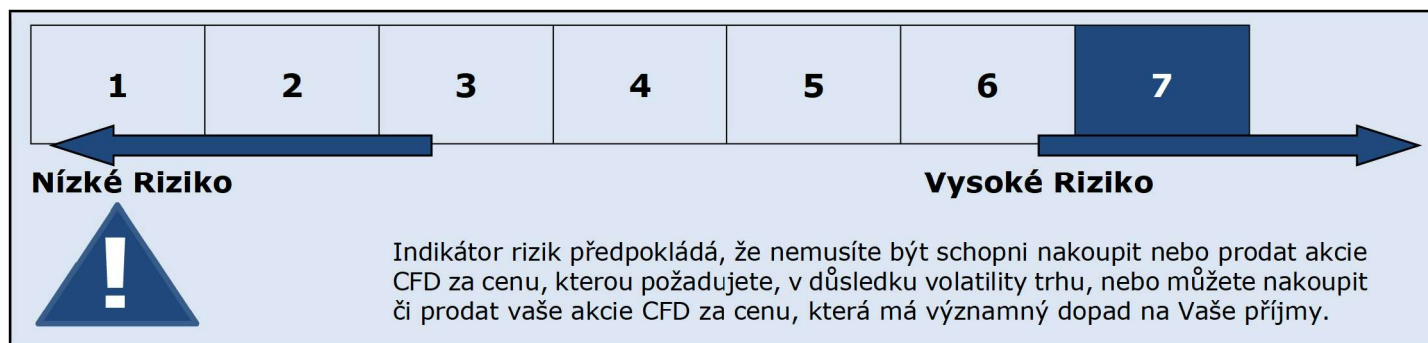 1 2 3 4 5 6 7
Nízké Riziko Vysoké Riziko
!
Indikátor rizik předpokládá, že nemusíte být schopni nakoupit nebo prodat akcie
CFD za cenu, kterou požadujete, v důsledku volatility trhu, nebo můžete nakoupit
či prodat vaše akcie CFD za cenu, která má významný dopad na Vaše příjmy.